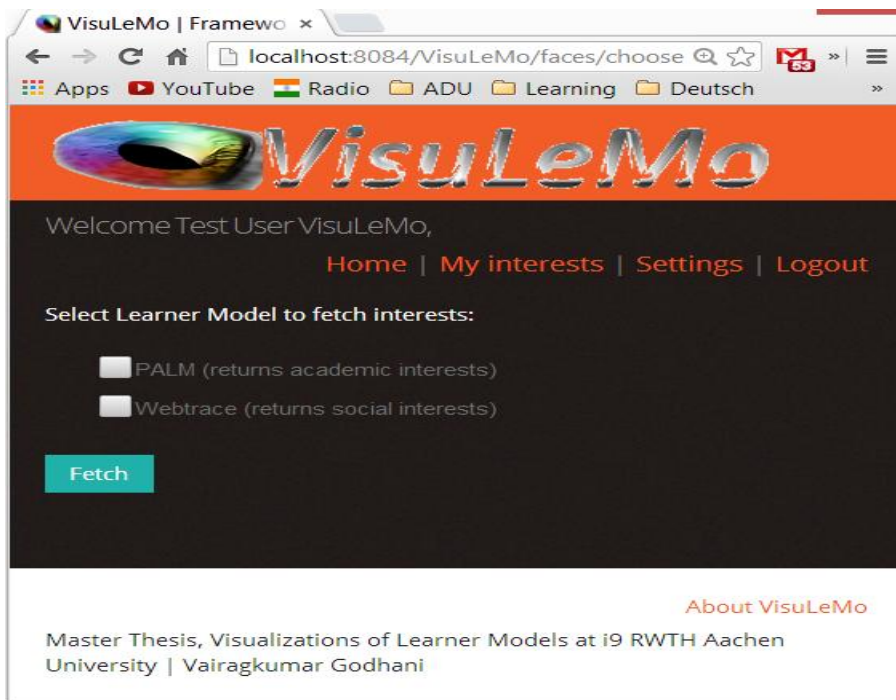 VisuLeMo | Framewo
localhost:8084/VisuLeMo/faces/choose
53
»
Apps YouTube Radio ADU Learning Deutsch »
VisuLeMo
Welcome Test User VisuLeMo,
Home | My interests | Settings | Logout
Select Learner Model to fetch interests:
PALM (returns academic interests)
Webtrace (returns social interests)
Fetch
About VisuLeMo
Master Thesis, Visualizations of Learner Models at i9 RWTH Aachen
University | Vairagkumar Godhani